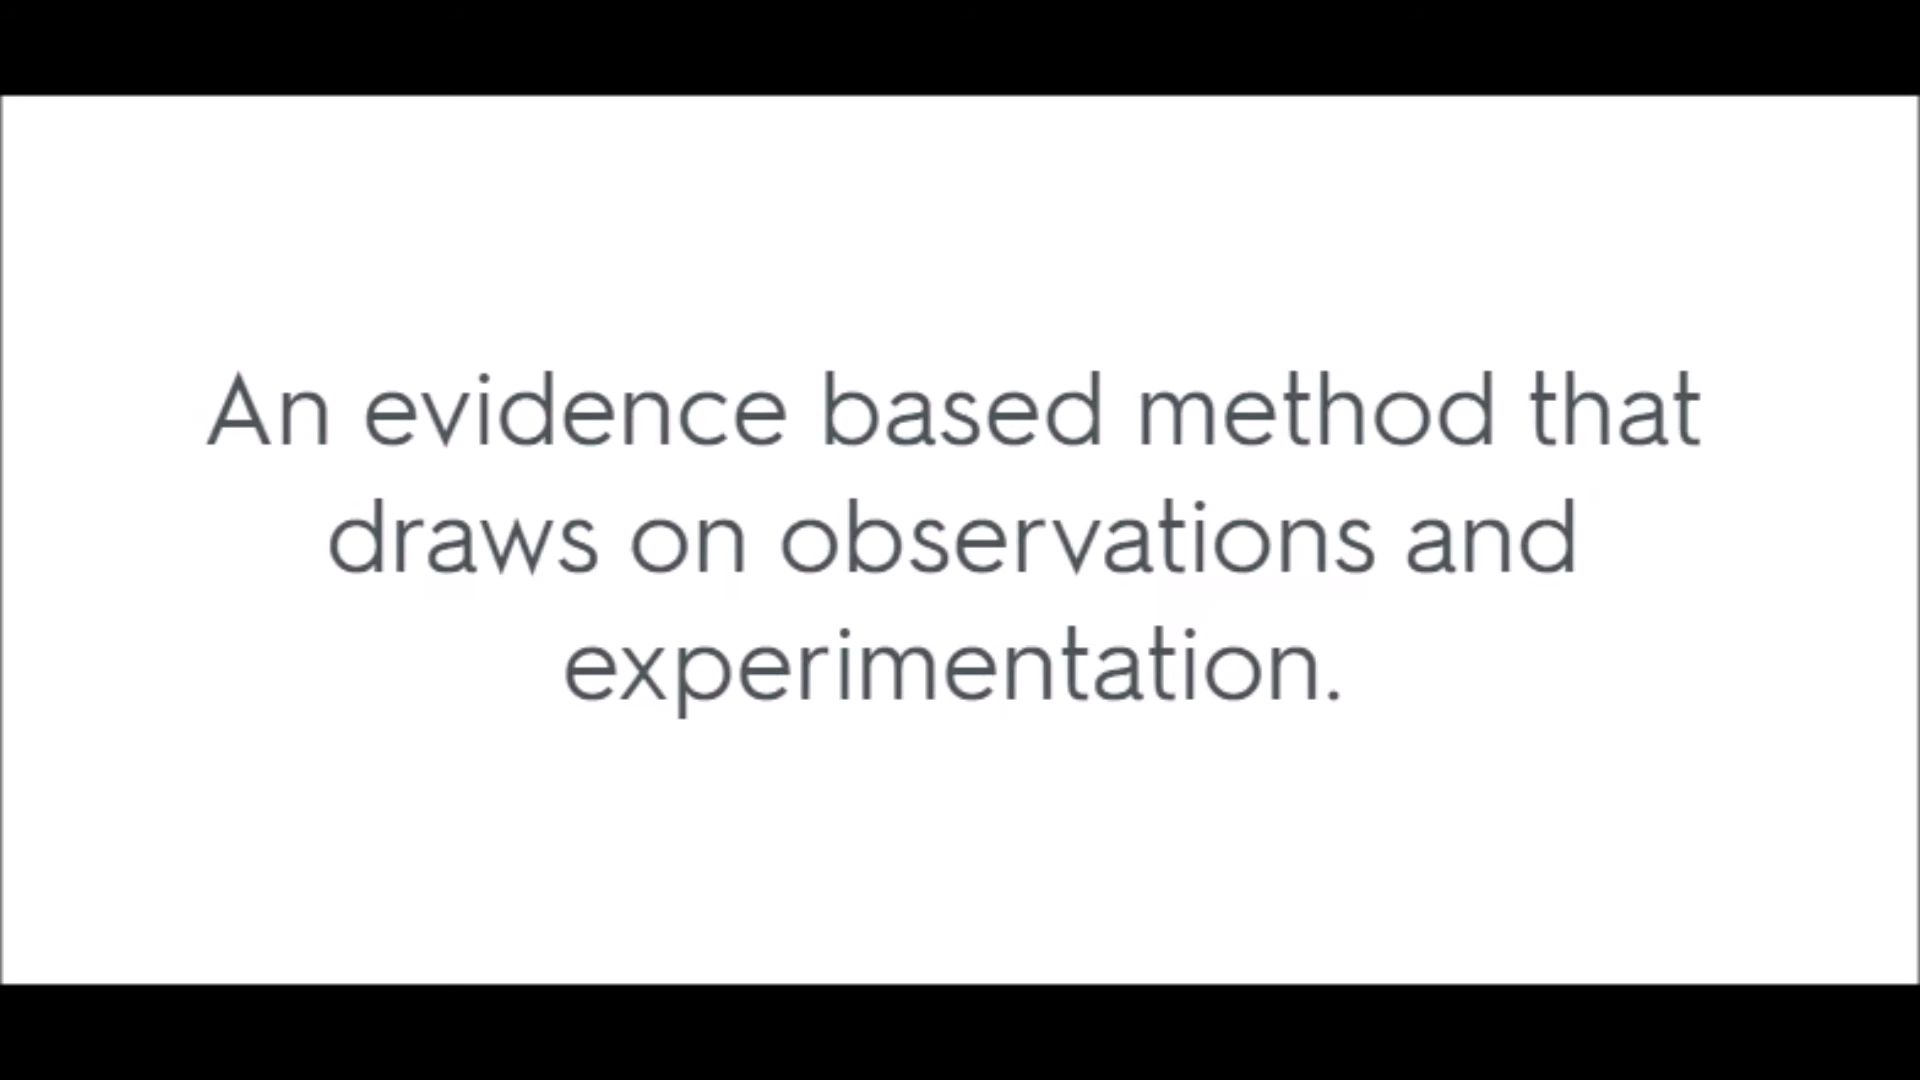 An evidence based method that
draws on observations and
experimentation.